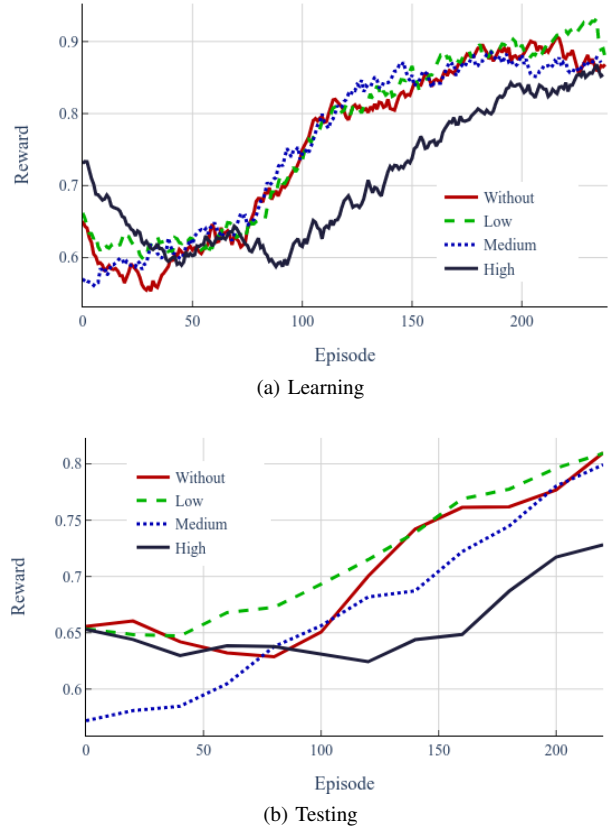 0.9
0.8
0.7
0.6
Reward
Without
Low
Medium
High
0
50
100
150
200
Episode
(a) Learning
0.8
0.75
0.7
0.65
0.6
Reward
Without
Low
Medium
High
0
50
100
150
200
Episode
(b) Testing